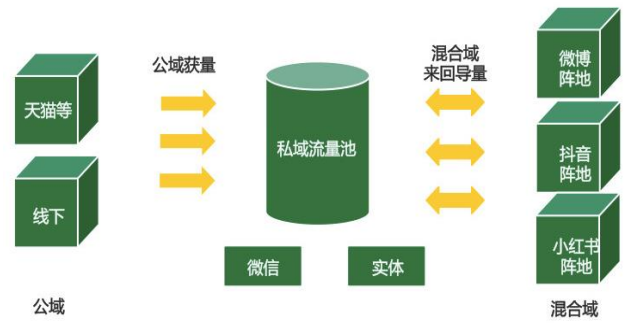 天猫等
线下
公域
公域获量
私域流量池
微信
实体
混合域
来回导量
微博
阵地
抖音
阵地
小红书
阵地
混合域